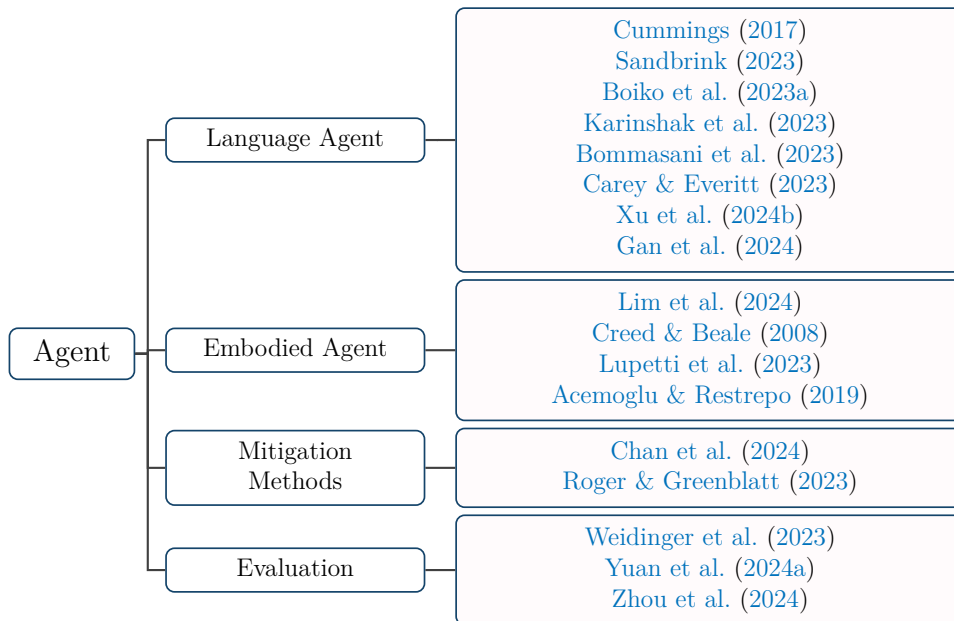 Agent
Language Agent
Cummings (2017)
Sandbrink (2023)
Boiko et al. (2023a)
Karinshak et al. (2023)
Bommasani et al. (2023)
Carey & Everitt (2023)
Xu et al. (2024b)
Gan et al. (2024)
Embodied Agent
Lim et al. (2024)
Creed & Beale (2008)
Lupetti et al. (2023)
Acemoglu & Restrepo (2019)
Mitigation
Methods
Chan et al. (2024)
Roger & Greenblatt (2023)
Evaluation
Weidinger et al. (2023)
Yuan et al. (2024a)
Zhou et al. (2024)